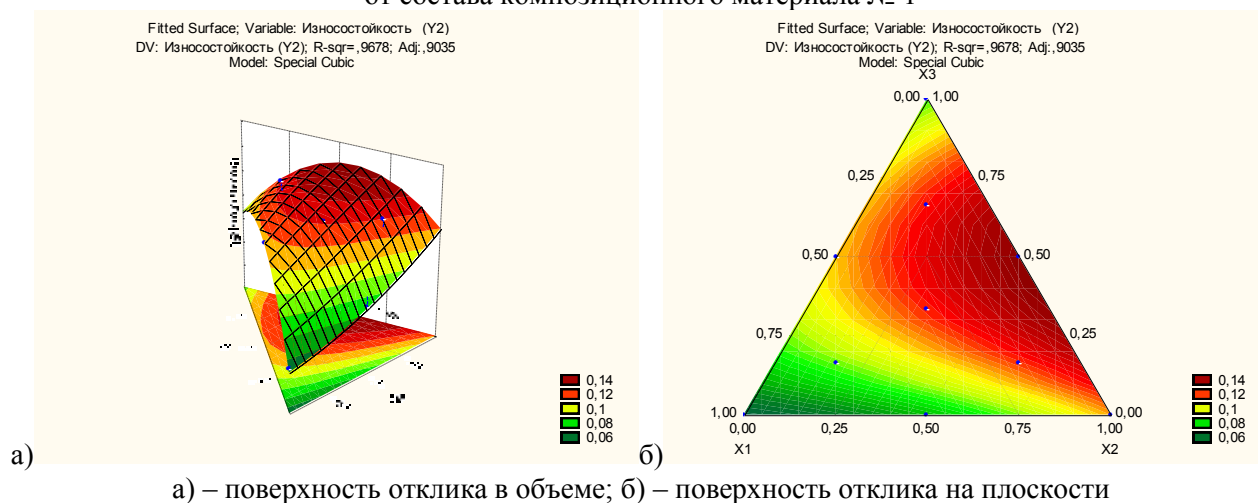 от состава композиционного материала № 1
Fitted Surface; Variable: Износостойкость (Y2)
DV: Износостойкость (Y2); R-sqr=,9678; Adj:,9035
Model: Special Cubic
0,14
0,12
0,1
0,08
0,06
а)
Fitted Surface; Variable: Износостойкость (Y2)
DV: Износостойкость (Y2); R-sqr=,9678; Adj:,9035
Model: Special Cubic
X3
0,00 1,00
0,25 0,75
0,50 0,50
0,75 0,25
1,00 0,00
0,00 0,25 0,50 0,75 1,00
X1 X2
0,14
0,12
0,1
0,08
0,06
б)
а) – поверхность отклика в объеме; б) – поверхность отклика на плоскости